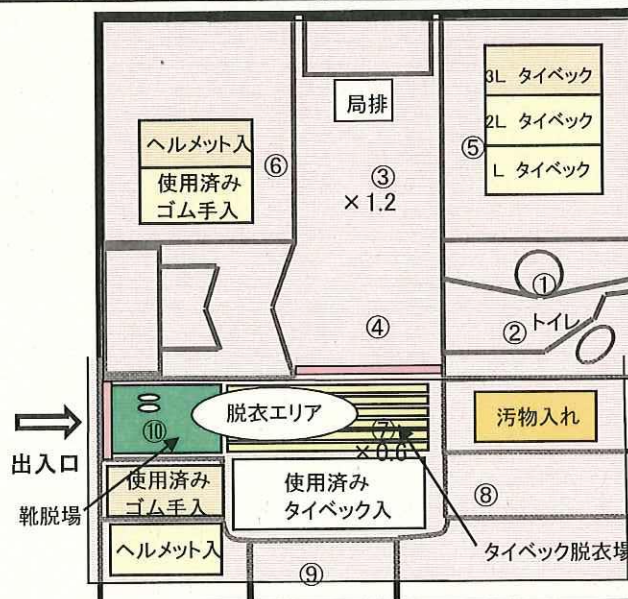 局排
3L タイベック
2L タイベック
L タイベック
⑤
ヘルメット入
使用済み
ゴム手入
⑥
③
×1.2
①
②
トイレ
④
出入口
⑩
脱衣エリア
⑦
×0.6
汚物入れ
靴脱場
使用済み
ゴム手入
使用済み
タイベック入
⑧
ヘルメット入
⑨
タイベック脱衣場